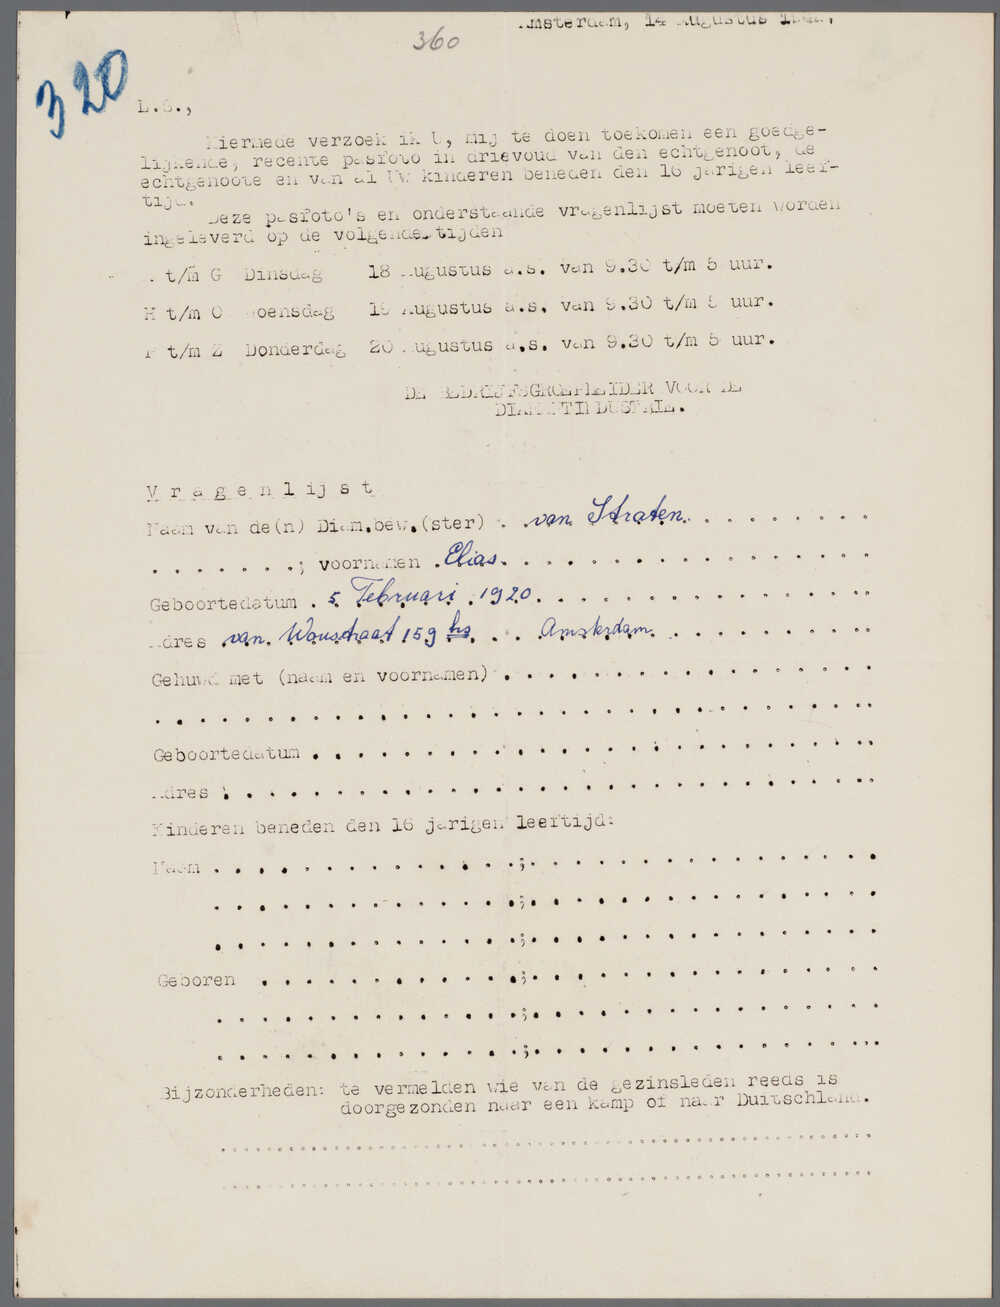 Amsterdam, 14 Augustus
360
320
L.S.,
Hiermede verzoek ik U, mij te doen toekomen een goedge-
lijkende, recente pasfoto in drievoud van den echtgenoot, de
echtgenoote en van al Uw kinderen beneden den 16 jarigen leef-
tijd.
Deze pasfoto's en onderstaande vragenlijst moeten worden
ingeleverd op de volgende tijden
A t/m G Dinsdag 18 Augustus a.s. van 9.30 t/m 5 uur.
H t/m O Woensdag 19 Augustus a.s. van 9.30 t/m 5 uur.
P t/m Z Donderdag 20 Augustus a.s. van 9.30 t/m 5 uur.
DE BEDRIJFSGROEPLEIDER VOOR DE
DIAMANTINDUSTRIE.
Vragenlijst
Naam van de(n) Diam.bew.(ster) . van Straten . . . . . . . . .
. . . . . . .; voornamen . Elias . . . . . . . . . . . . . . . . .
Geboortedatum . 5 Februari 1920 . . . . . . . . . . . . . . .
Adres van Woustraat 159 hs . . Amsterdam . . . . . . . . .
Gehuwd met (naam en voornamen) . . . . . . . . . . . . . . . . .
. . . . . . . . . . . . . . . . . . . . . . . . . . . . . . . .
Geboortedatum . . . . . . . . . . . . . . . . . . . . . . . . .
Adres : . . . . . . . . . . . . . . . . . . . . . . . . . . . .
Kinderen beneden den 16 jarigen leeftijd:
Naam . . . . . . . . . . . . . .;. . . . . . . . . . . . . . . .
. . . . . . . . . . . . . .;. . . . . . . . . . . . . . . .
. . . . . . . . . . . . . .;. . . . . . . . . . . . . . . .
Geboren . . . . . . . . . . . .;. . . . . . . . . . . . . . . .
. . . . . . . . . . . . . .;. . . . . . . . . . . . . . . .
. . . . . . . . . . . . . .;. . . . . . . . . . . . . . . .
Bijzonderheden: te vermelden wie van de gezinsleden reeds is
doorgezonden naar een kamp of naar Duitschland.
. . . . . . . . . . . . . . . . . . . . . . . . . . . . . . . .
. . . . . . . . . . . . . . . . . . . . . . . . . . . . . . . .